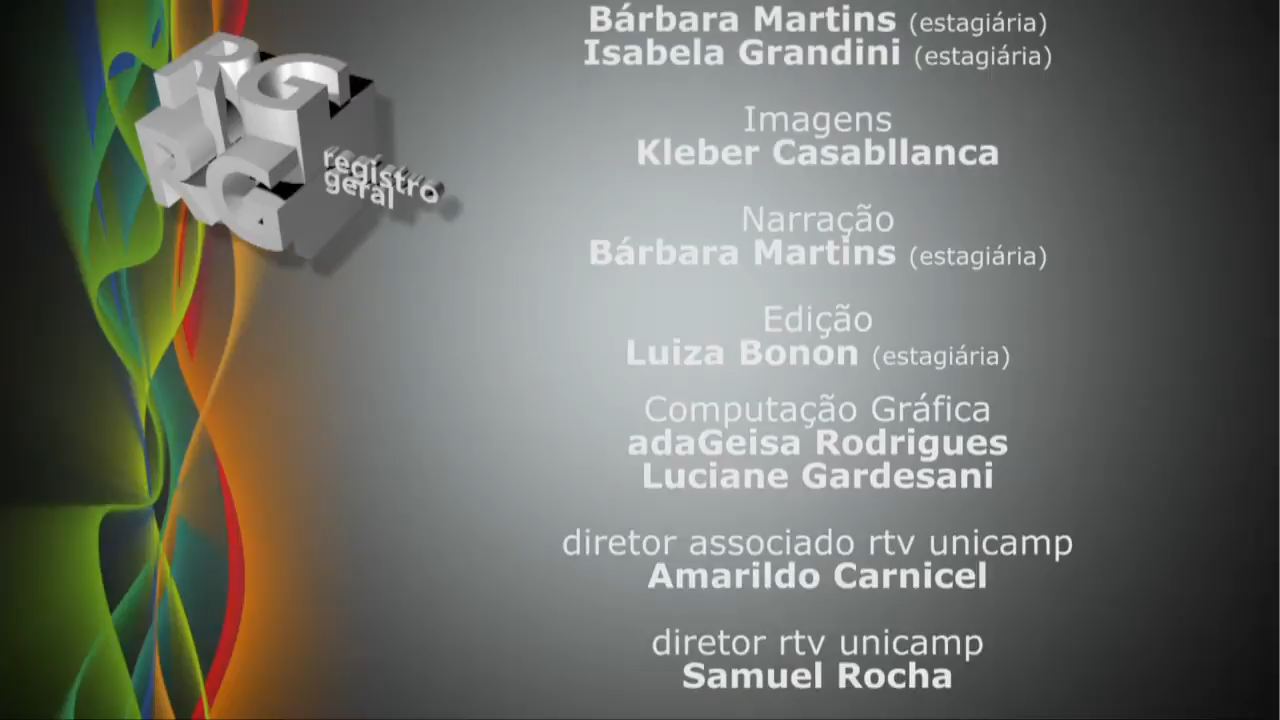 RG
RG
registro
geral
Bárbara Martins (estagiária)
Isabela Grandini (estagiária)
Imagens
Kleber Casabllanca
Narração
Bárbara Martins (estagiária)
Edição
Luiza Bonon (estagiária)
Computação Gráfica
adaGeisa Rodrigues
Luciane Gardesani
diretor associado rtv unicamp
Amarildo Carnicel
diretor rtv unicamp
Samuel Rocha